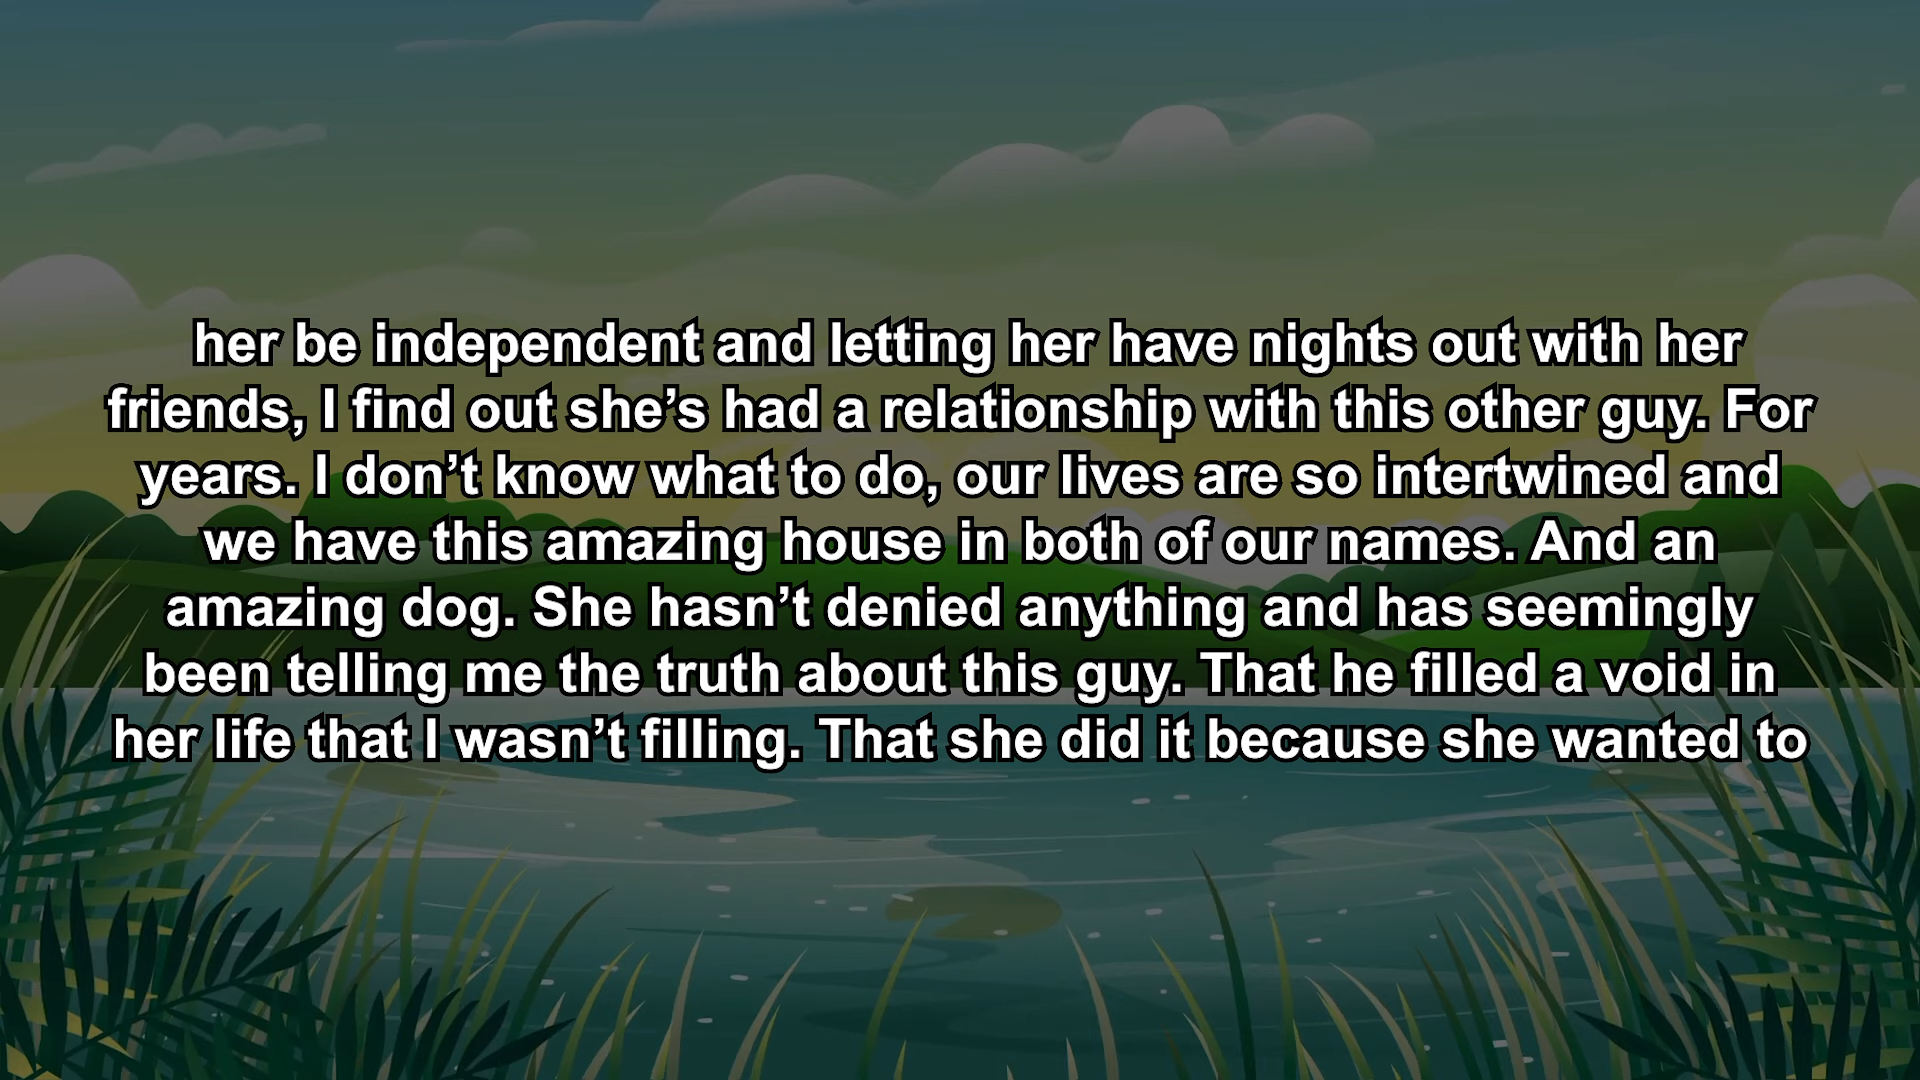 her be independent and letting her have nights out with her
friends, I find out she’s had a relationship with this other guy. For
years. I don’t know what to do, our lives are so intertwined and
we have this amazing house in both of our names. And an
amazing dog. She hasn’t denied anything and has seemingly
been telling me the truth about this guy. That he filled a void in
her life that I wasn’t filling. That she did it because she wanted to